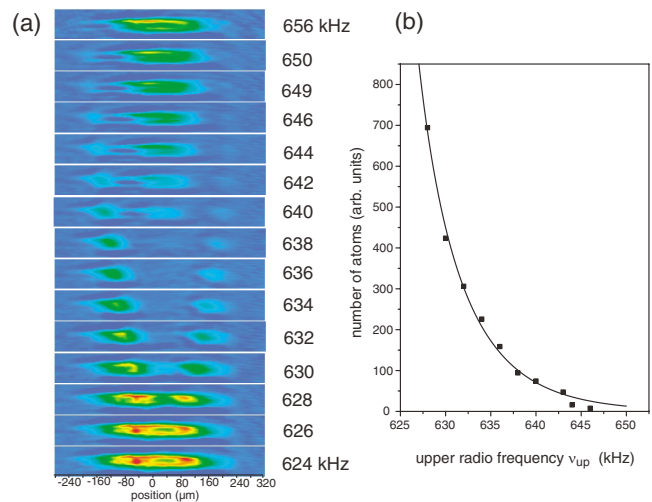 (a)
656 kHz
650
649
646
644
642
640
638
636
634
632
630
628
626
624 kHz
-240 -160 -80 0 80 160 240 320
position (µm)
(b)
800
700
600
500
400
300
200
100
0
number of atoms (arb. units)
625 630 635 640 645 650
upper radio frequency νup (kHz)